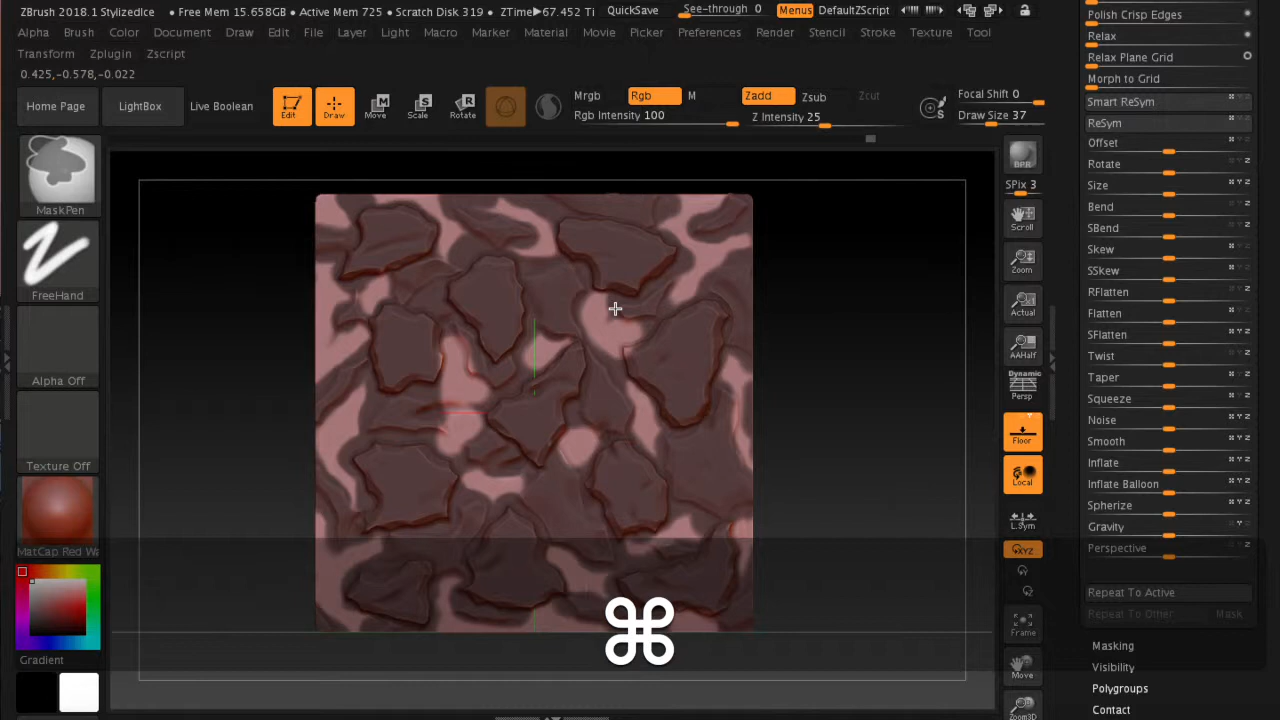 ZBrush 2018.1 StylizedIce • Free Mem 15.658GB • Active Mem 725 • Scratch Disk 319 • ZTime▶67.452 Ti QuickSave See-through 0 Menus DefaultZScript
Alpha Brush Color Document Draw Edit File Layer Light Macro Marker Material Movie Picker Preferences Render Stencil Stroke Texture Tool
Transform Zplugin Zscript
0.425,-0.578,-0.022
Home Page LightBox Live Boolean Edit Draw Move Scale Rotate
Mrgb Rgb M Zadd Zsub Zcut
Rgb Intensity 100 Z Intensity 25
S
Focal Shift 0
Draw Size 37
MaskPen
FreeHand
Alpha Off
Texture Off
MatCap Red Wa
Gradient
BPR
SPix 3
Scroll
Zoom
Actual
AAHalf
Dynamic
Persp
Floor
Local
L.Sym
XYZ
Y
Z
Frame
Move
Zoom3D
Polish Crisp Edges
Relax
Relax Plane Grid
Morph to Grid
Smart ReSym
ReSym
Offset
Rotate
Size
Bend
SBend
Skew
SSkew
RFlatten
Flatten
SFlatten
Twist
Taper
Squeeze
Noise
Smooth
Inflate
Inflate Balloon
Spherize
Gravity
Perspective
Repeat To Active
Repeat To Other Mask
Masking
Visibility
Polygroups
Contact